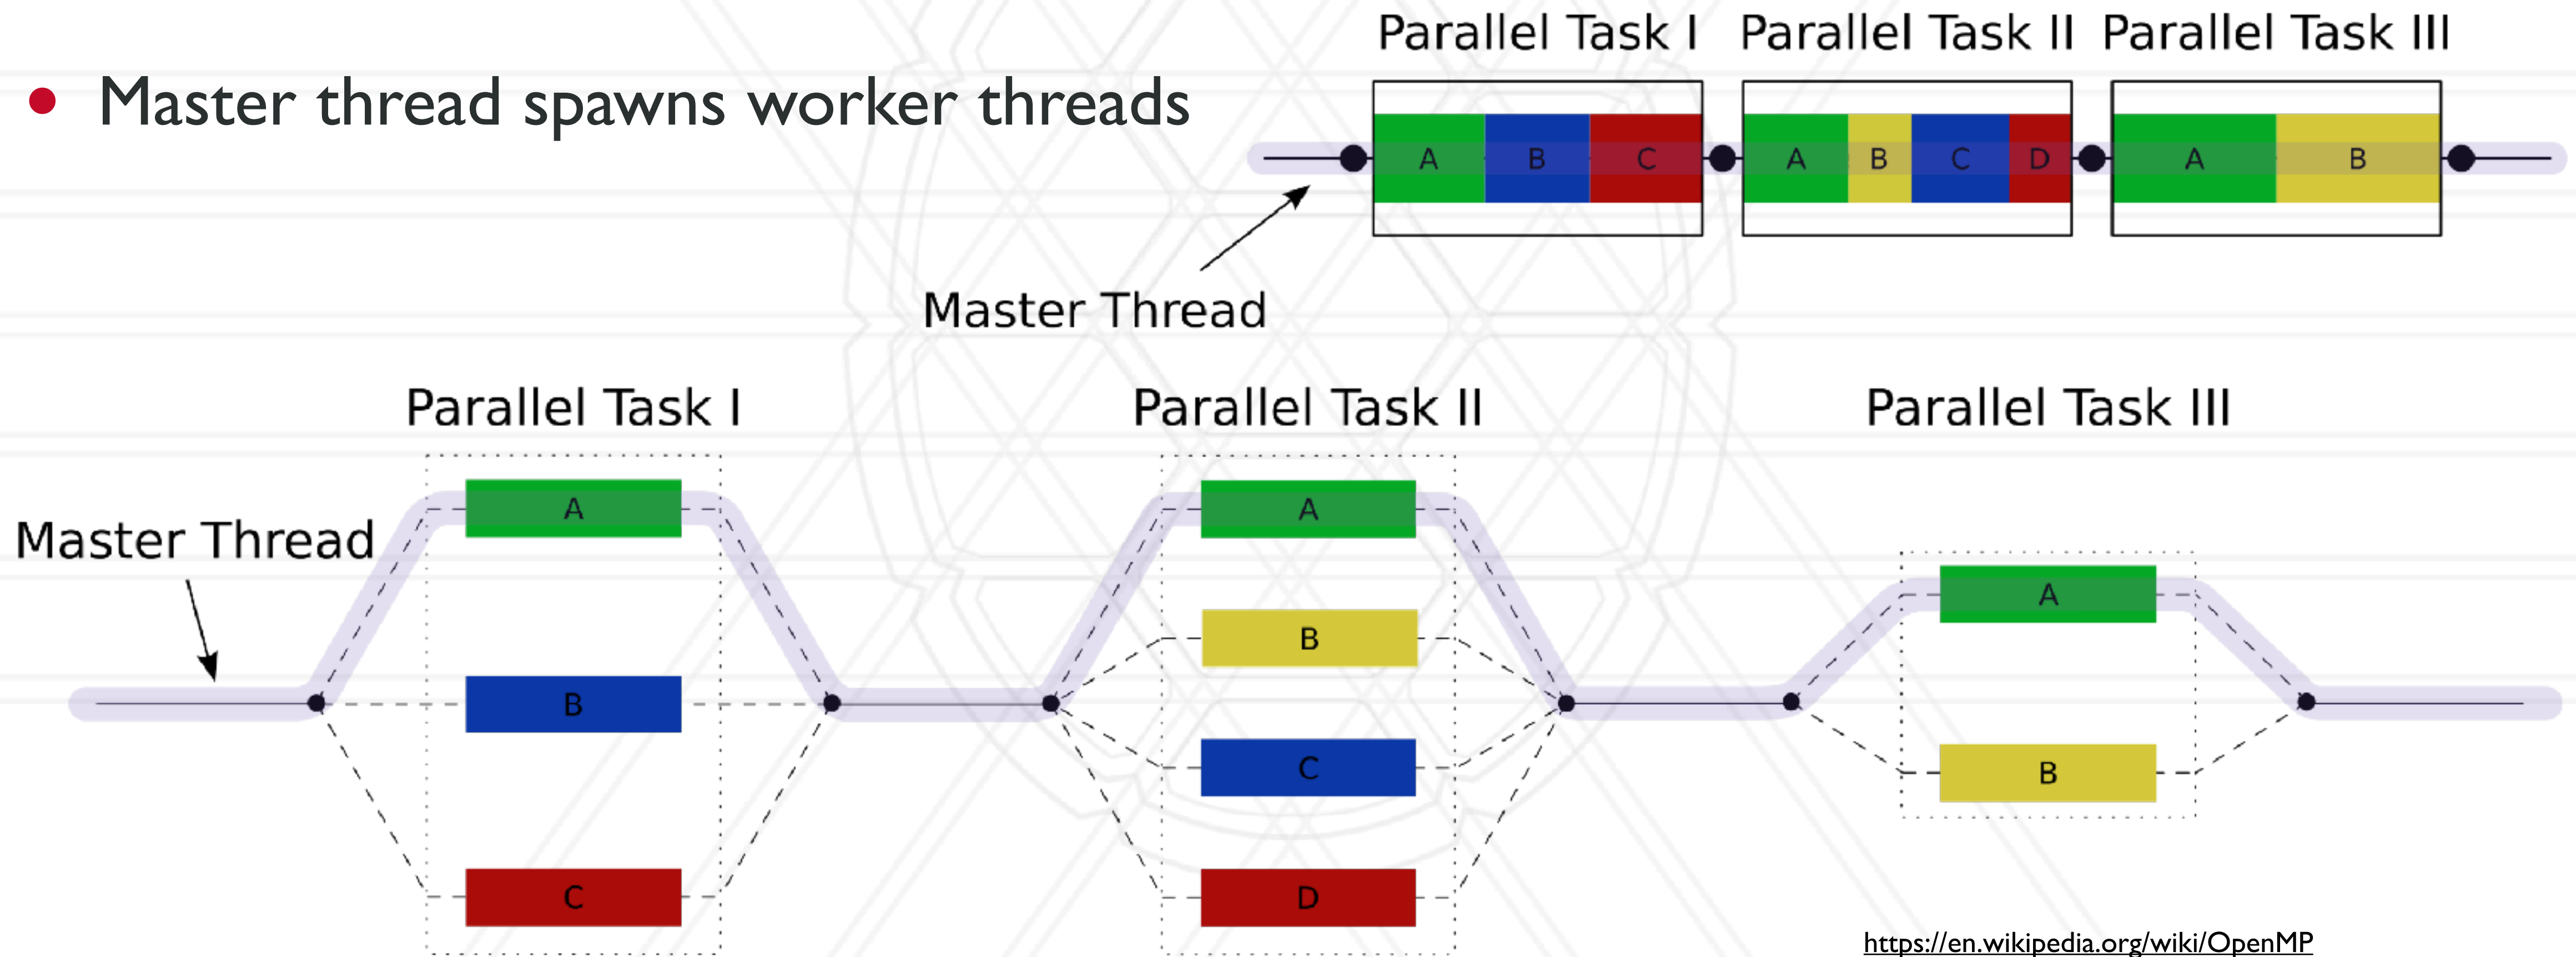 Parallel Task I Parallel Task II Parallel Task III
• Master thread spawns worker threads
A B C A B C D A B
Master Thread
Parallel Task I Parallel Task II Parallel Task III
A A
Master Thread
A
B
B
C B
C D
https://en.wikipedia.org/wiki/OpenMP